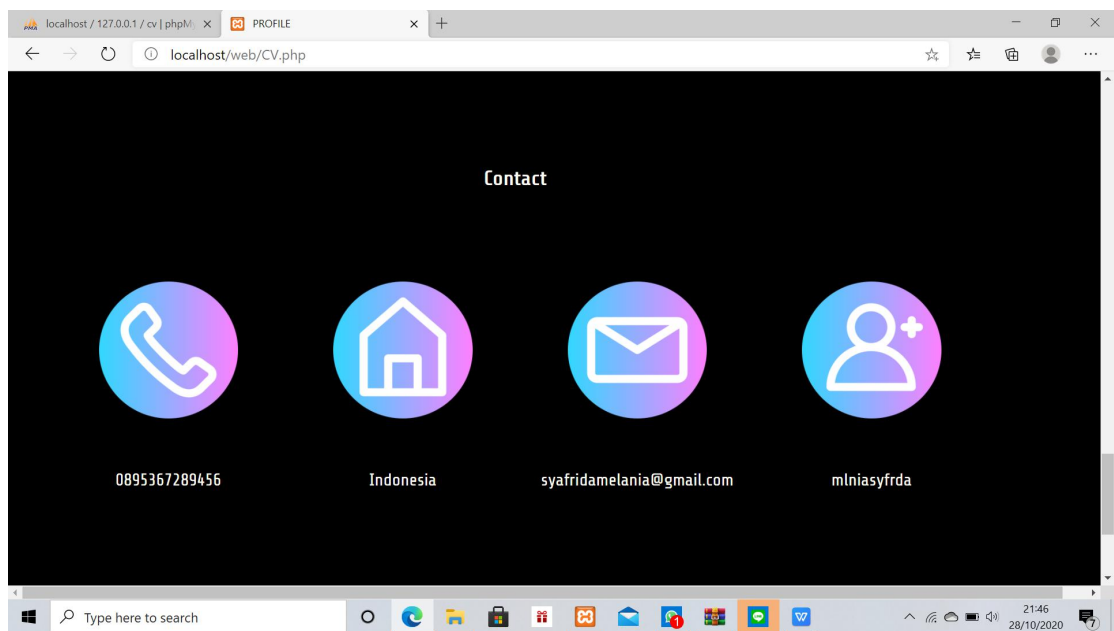 localhost / 127.0.0.1 / cv | phpM
PROFILE
localhost/web/CV.php
Contact
0895367289456
Indonesia
syafridamelania@gmail.com
mlniasyfrda
Type here to search
21:46
28/10/2020